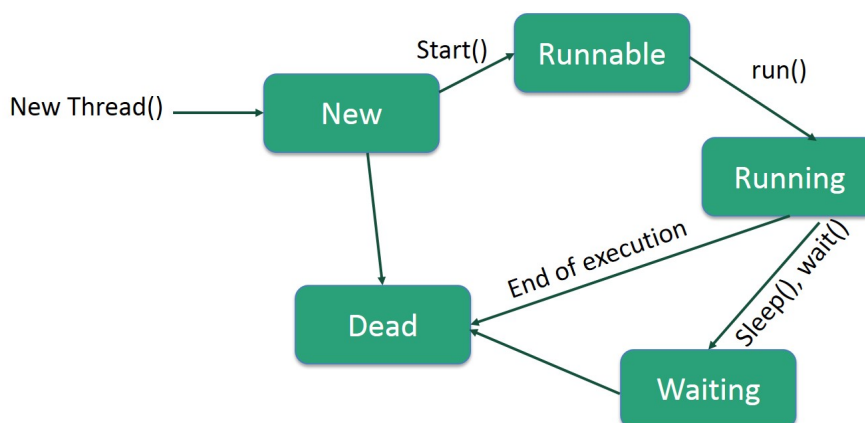 Start()
Runnable
run()
New Thread()
New
Running
End of execution
Sleep(), wait()
Dead
Waiting